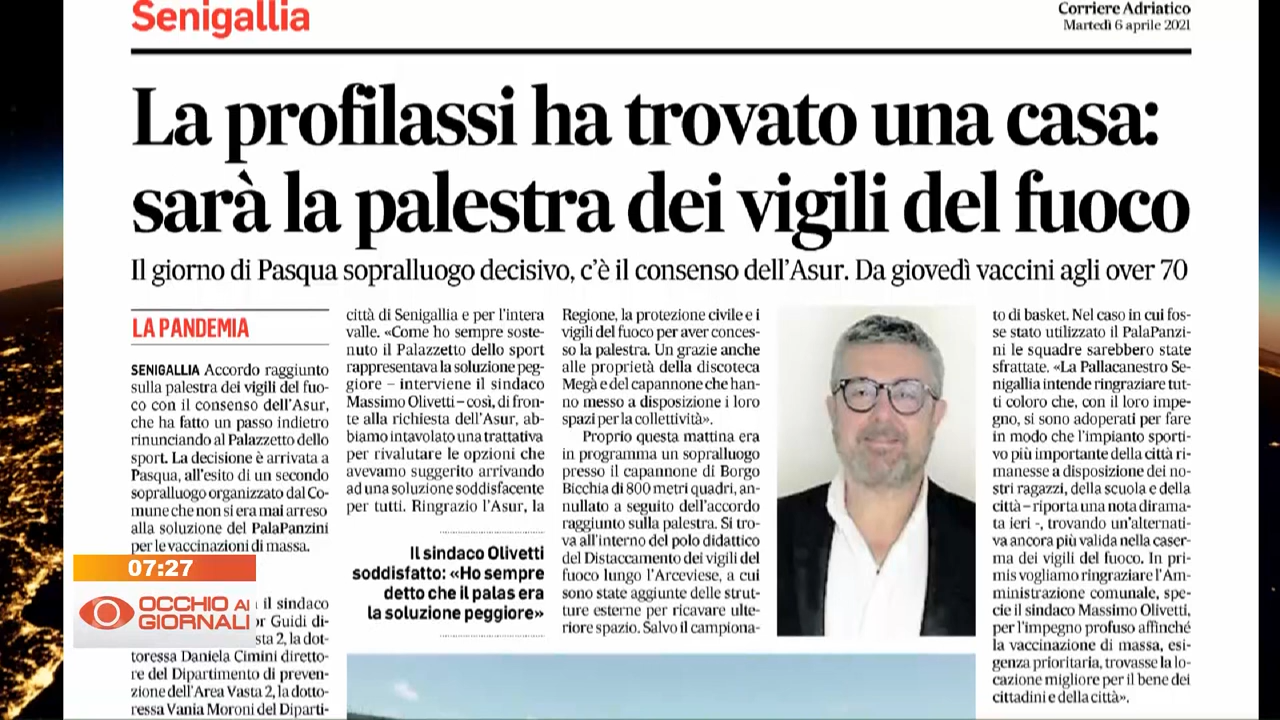 Senigallia
Corriere Adriatico
Martedì 6 aprile 2021
La profilassi ha trovato una casa:
sarà la palestra dei vigili del fuoco
Il giorno di Pasqua sopralluogo decisivo, c'è il consenso dell'Asur. Da giovedì vaccini agli over 70
LA PANDEMIA
SENIGALLIA Accordo raggiunto
sulla palestra dei vigili del fuo-
co con il consenso dell'Asur,
che ha fatto un passo indietro
rinunciando al Palazzetto dello
sport. La decisione è arrivata a
Pasqua, all'esito di un secondo
sopralluogo organizzato dal Co-
mune che non si era mai arreso
alla soluzione del PalaPanzini
per le vaccinazioni di massa.
il sindaco
or Guidi di-
sta 2, la dot-
toressa Daniela Cimini diretto-
re del Dipartimento di preven-
zione dell'Area Vasta 2, la dotto-
ressa Vania Moroni del Diparti-
città di Senigallia e per l'intera
valle. «Come ho sempre soste-
nuto il Palazzetto dello sport
rappresentava la soluzione peg-
giore – interviene il sindaco
Massimo Olivetti – così, di fron-
te alla richiesta dell'Asur, ab-
biamo intavolato una trattativa
per rivalutare le opzioni che
avevamo suggerito arrivando
ad una soluzione soddisfacente
per tutti. Ringrazio l'Asur, la
Il sindaco Olivetti
soddisfatto: «Ho sempre
detto che il palas era
la soluzione peggiore»
Regione, la protezione civile e i
vigili del fuoco per aver conces-
so la palestra. Un grazie anche
alle proprietà della discoteca
Megà e del capannone che han-
no messo a disposizione i loro
spazi per la collettività».
Proprio questa mattina era
in programma un sopralluogo
presso il capannone di Borgo
Bicchia di 800 metri quadri, an-
nullato a seguito dell'accordo
raggiunto sulla palestra. Si tro-
va all'interno del polo didattico
del Distaccamento dei vigili del
fuoco lungo l'Arceviese, a cui
sono state aggiunte delle strut-
ture esterne per ricavare ulte-
riore spazio. Salvo il campiona-
to di basket. Nel caso in cui fos-
se stato utilizzato il PalaPanzi-
ni le squadre sarebbero state
sfrattate. «La Pallacanestro Se-
nigallia intende ringraziare tut-
ti coloro che, con il loro impe-
gno, si sono adoperati per fare
in modo che l'impianto sporti-
vo più importante della città ri-
manesse a disposizione dei no-
stri ragazzi, della scuola e della
città – riporta una nota dirama-
ta ieri -, trovando un'alternati-
va ancora più valida nella caser-
ma dei vigili del fuoco. In pri-
mis vogliamo ringraziare l'Am-
ministrazione comunale, spe-
cie il sindaco Massimo Olivetti,
per l'impegno profuso affinché
la vaccinazione di massa, esi-
genza prioritaria, trovasse la lo-
cazione migliore per il bene dei
cittadini e della città».
07:27
OCCHIO AI
GIORNALI